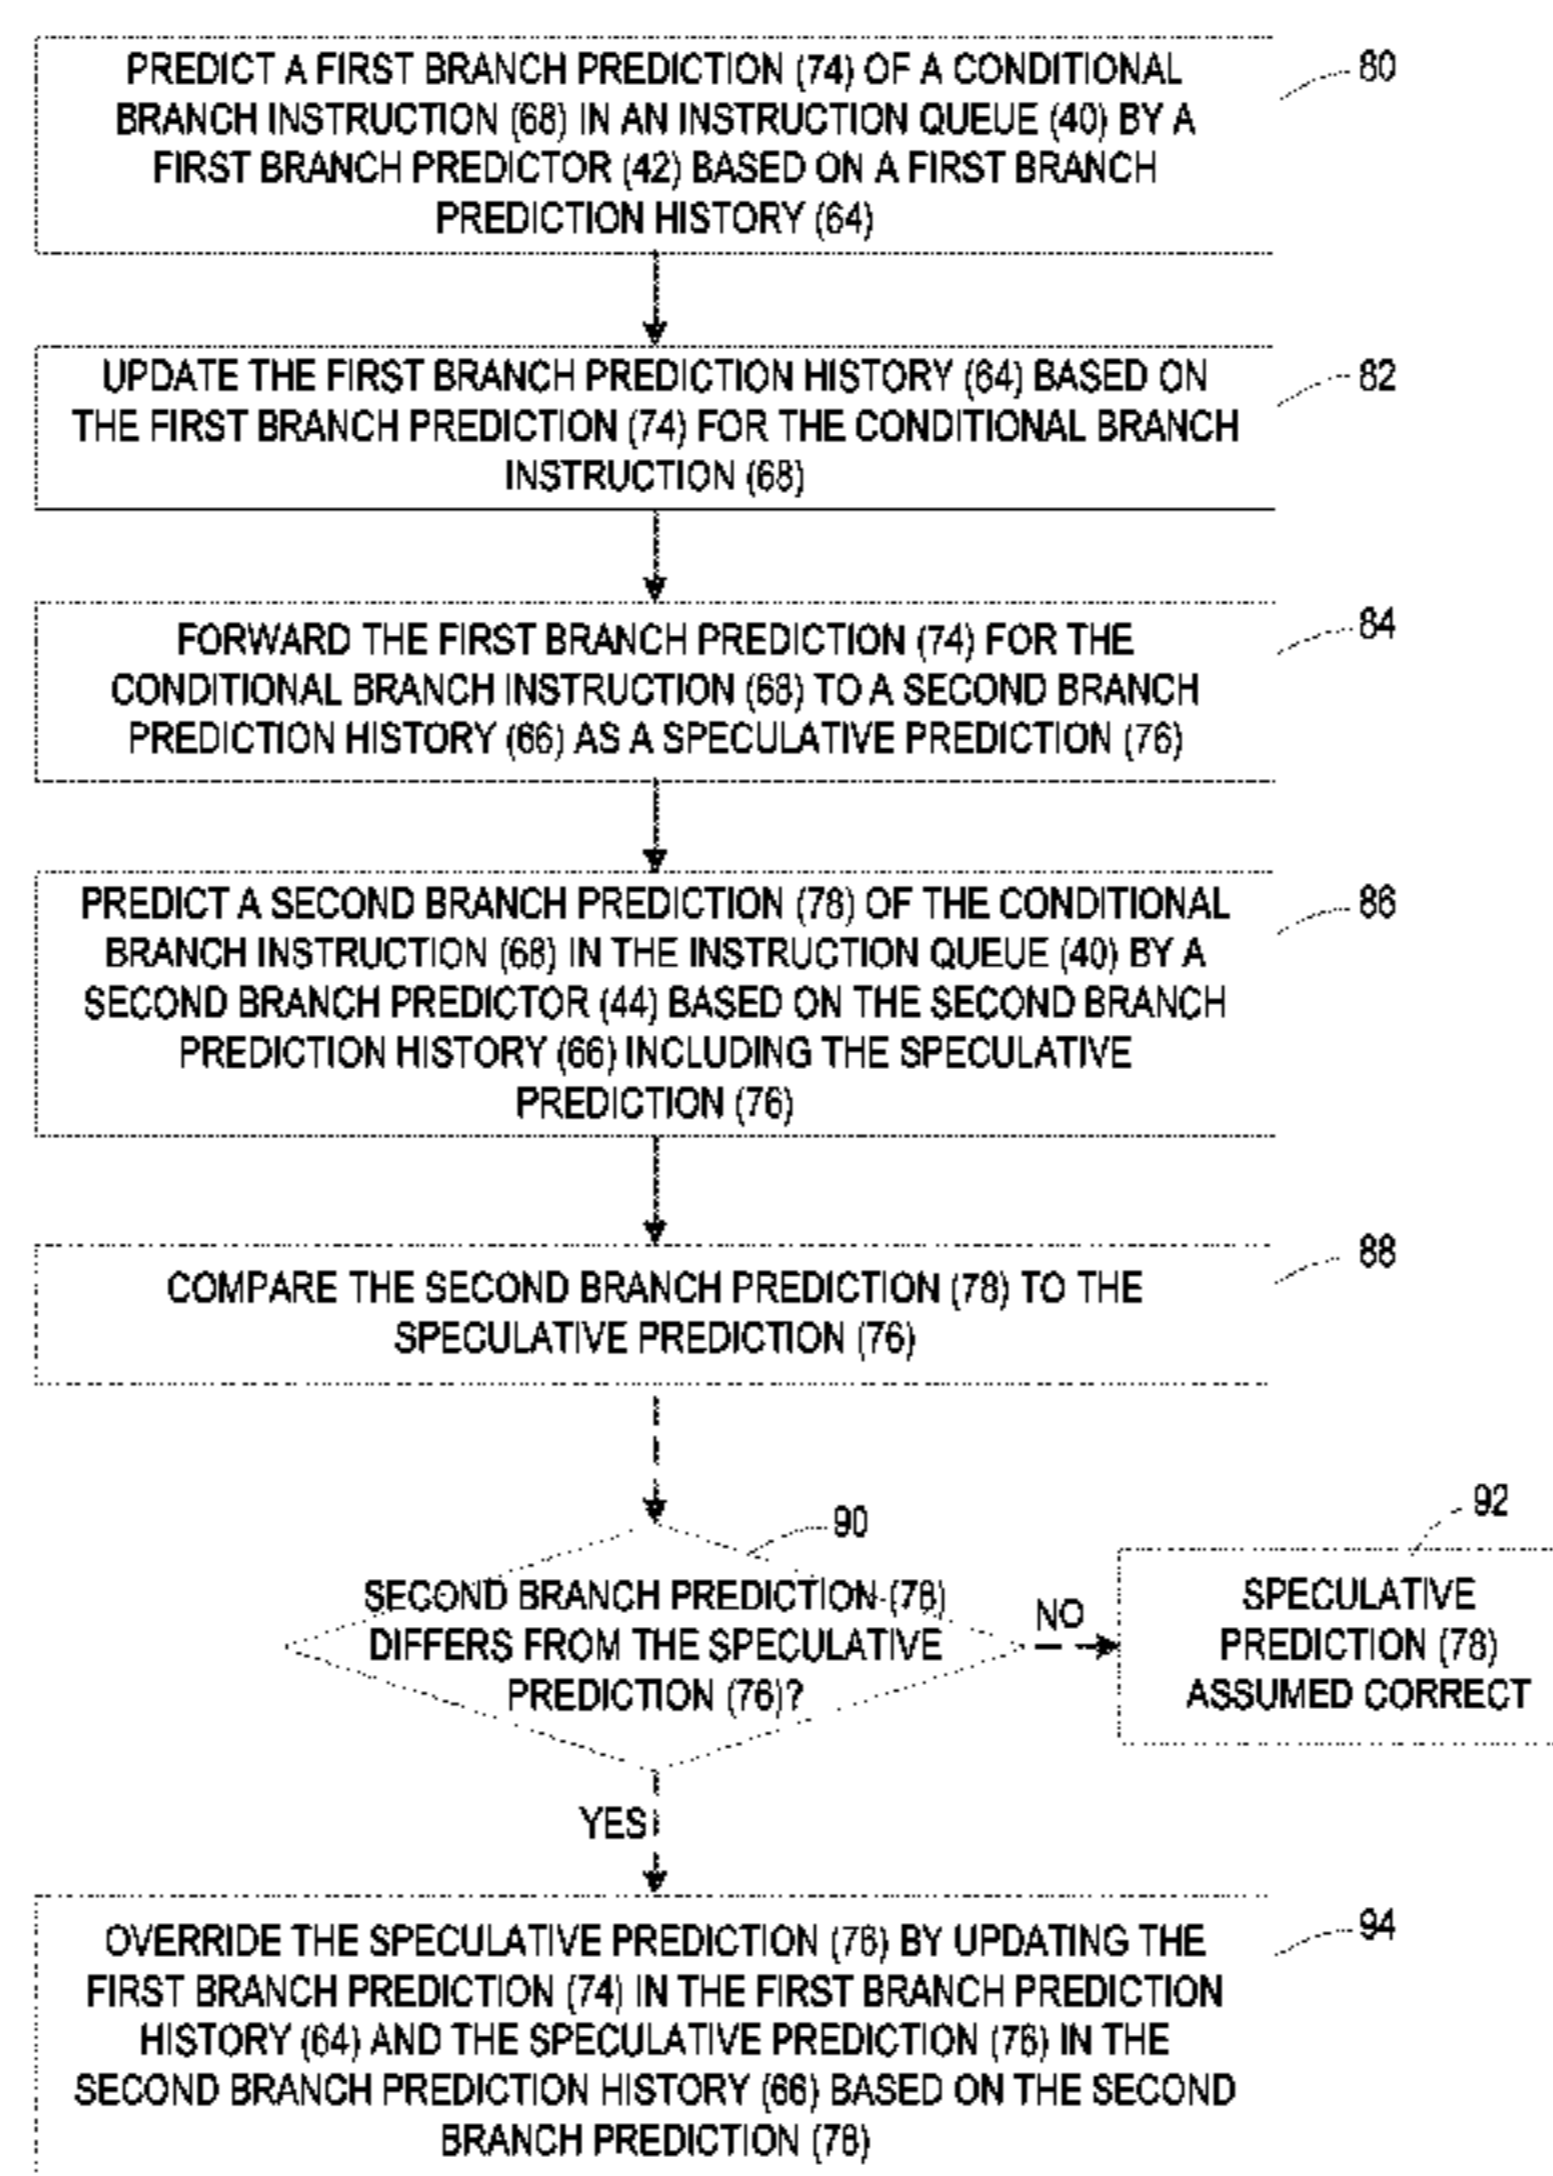 PREDICT A FIRST BRANCH PREDICTION (74) OF A CONDITIONAL
BRANCH INSTRUCTION (68) IN AN INSTRUCTION QUEUE (40) BY A
FIRST BRANCH PREDICTOR (42) BASED ON A FIRST BRANCH
PREDICTION HISTORY (64)
80
UPDATE THE FIRST BRANCH PREDICTION HISTORY (64) BASED ON
THE FIRST BRANCH PREDICTION (74) FOR THE CONDITIONAL BRANCH
INSTRUCTION (68)
82
FORWARD THE FIRST BRANCH PREDICTION (74) FOR THE
CONDITIONAL BRANCH INSTRUCTION (68) TO A SECOND BRANCH
PREDICTION HISTORY (66) AS A SPECULATIVE PREDICTION (76)
84
PREDICT A SECOND BRANCH PREDICTION (78) OF THE CONDITIONAL
BRANCH INSTRUCTION (68) IN THE INSTRUCTION QUEUE (40) BY A
SECOND BRANCH PREDICTOR (44) BASED ON THE SECOND BRANCH
PREDICTION HISTORY (66) INCLUDING THE SPECULATIVE
PREDICTION (76)
86
COMPARE THE SECOND BRANCH PREDICTION (78) TO THE
SPECULATIVE PREDICTION (76)
88
90
SECOND BRANCH PREDICTION (78)
DIFFERS FROM THE SPECULATIVE
PREDICTION (76)?
NO
92
SPECULATIVE
PREDICTION (78)
ASSUMED CORRECT
YES
OVERRIDE THE SPECULATIVE PREDICTION (76) BY UPDATING THE
FIRST BRANCH PREDICTION (74) IN THE FIRST BRANCH PREDICTION
HISTORY (64) AND THE SPECULATIVE PREDICTION (76) IN THE
SECOND BRANCH PREDICTION HISTORY (66) BASED ON THE SECOND
BRANCH PREDICTION (78)
94